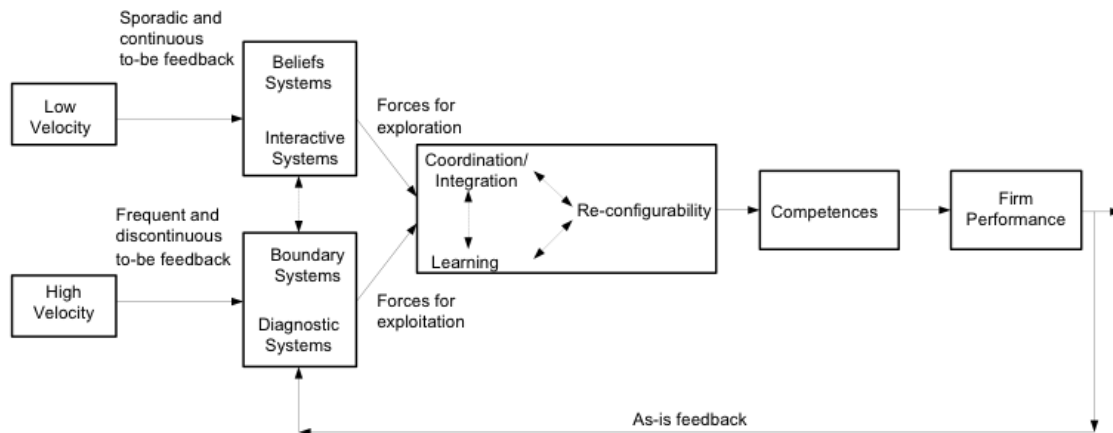 Sporadic and
continuous
to-be feedback
Low
Velocity
Beliefs
Systems
Interactive
Systems
Forces for
exploration
Frequent and
discontinuous
to-be feedback
High
Velocity
Boundary
Systems
Diagnostic
Systems
Forces for
exploitation
Coordination/
Integration
Re-configurability
Learning
Competences
Firm
Performance
As-is feedback